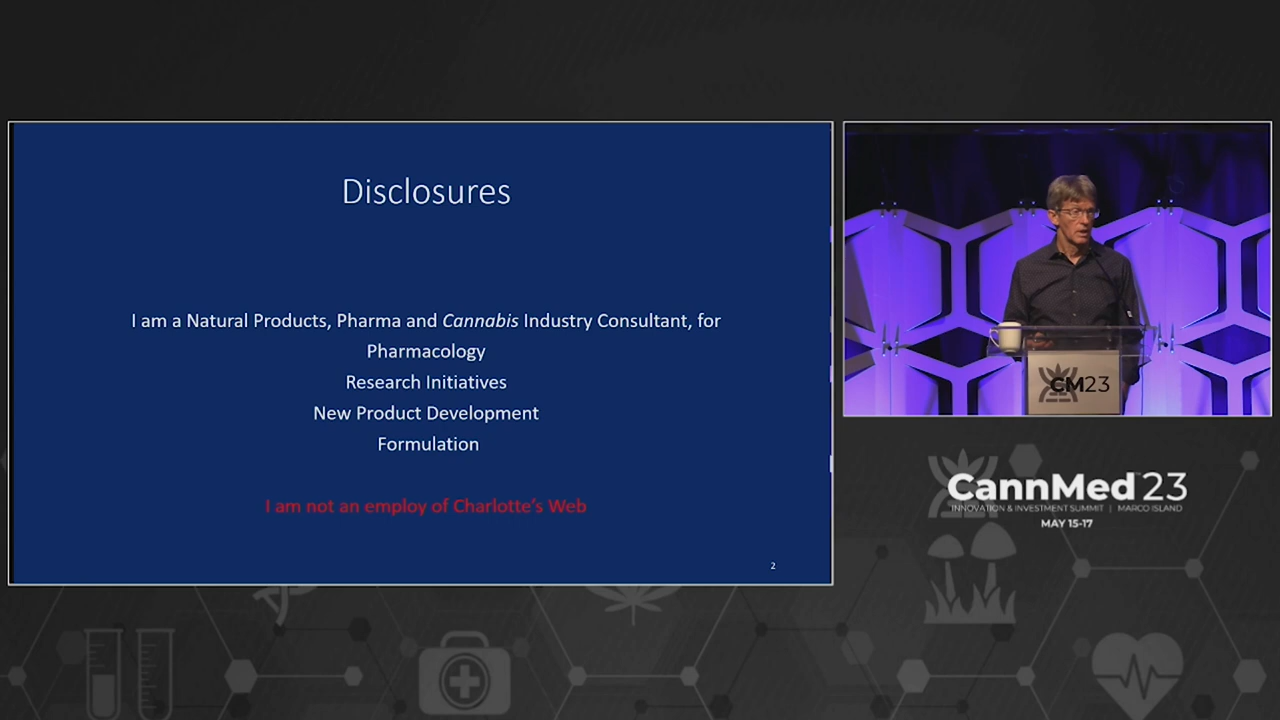 Disclosures
I am a Natural Products, Pharma and Cannabis Industry Consultant, for
Pharmacology
Research Initiatives
New Product Development
Formulation
I am not an employ of Charlotte's Web
2
CM23
CannMed 23
INNOVATION & INVESTMENT SUMMIT | MARCO ISLAND
MAY 15-17